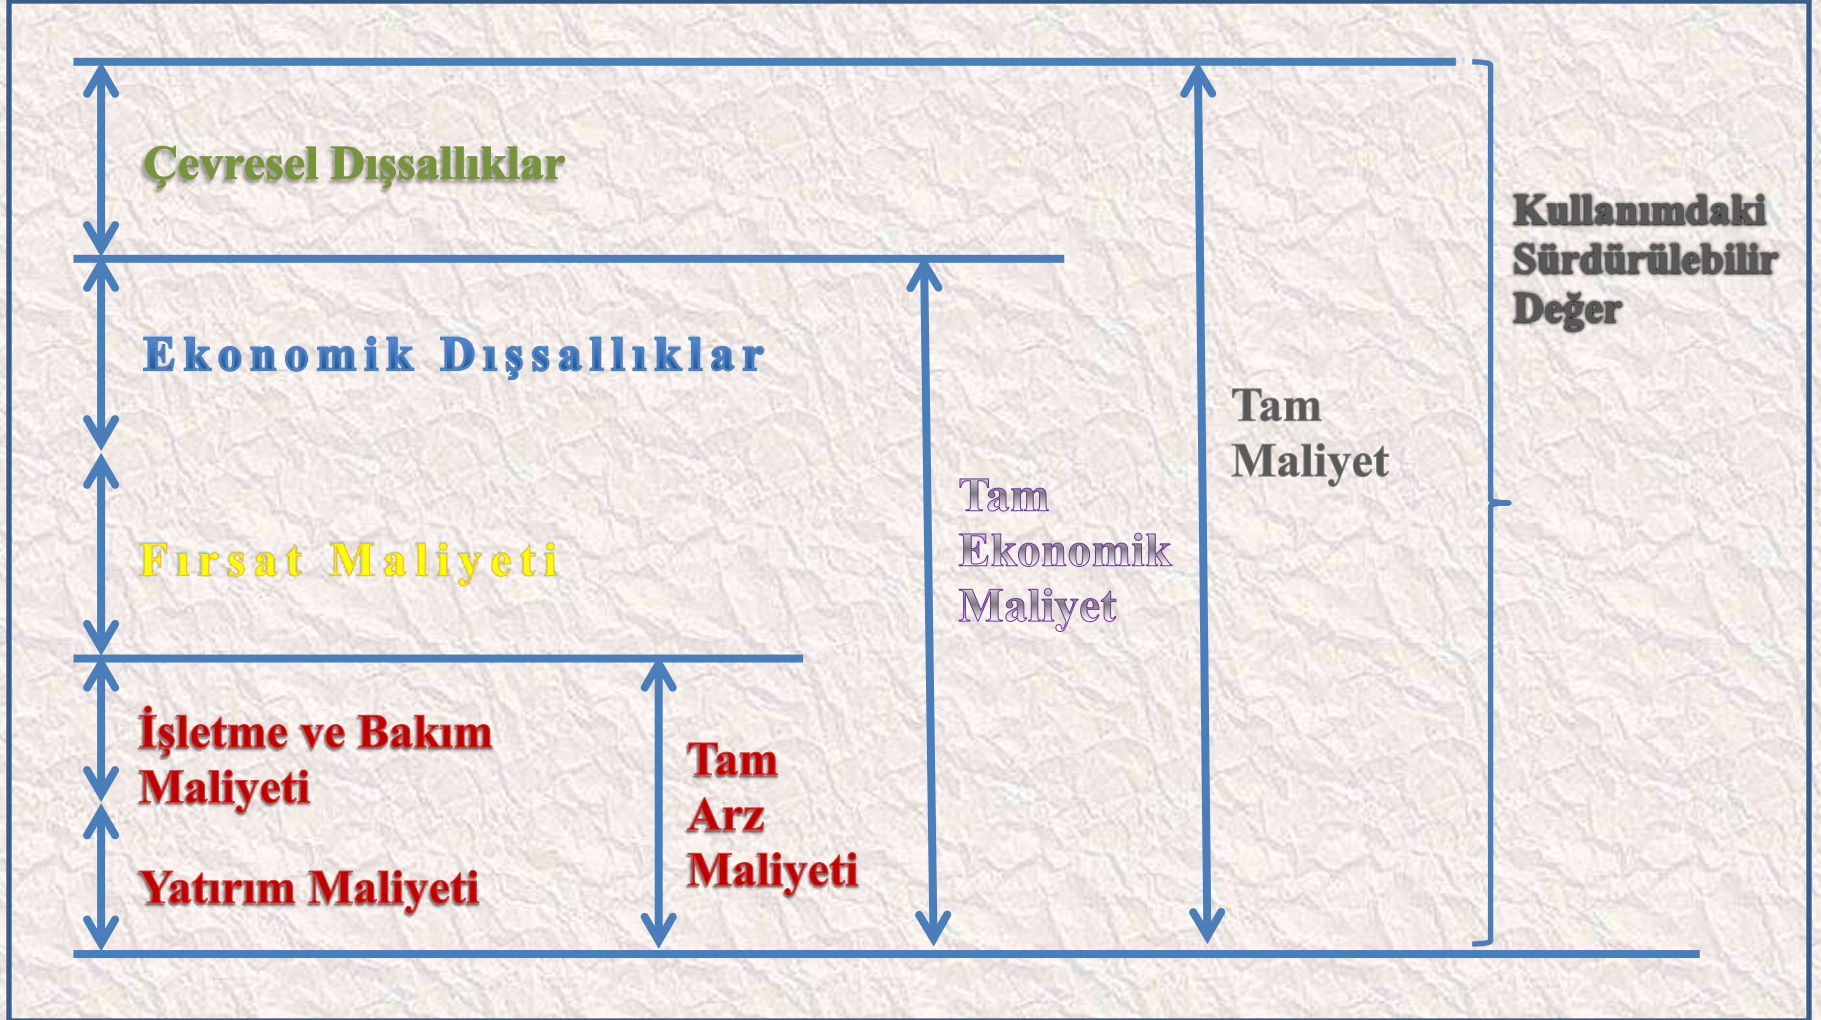 Çevresel Dışsallıklar
Ekonomik Dışsallıklar
Fırsat Maliyeti
İşletme ve Bakım
Maliyeti
Yatırım Maliyeti
Tam
Arz
Maliyeti
Tam
Ekonomik
Maliyet
Tam
Maliyet
Kullanımdaki
Sürdürülebilir
Değer